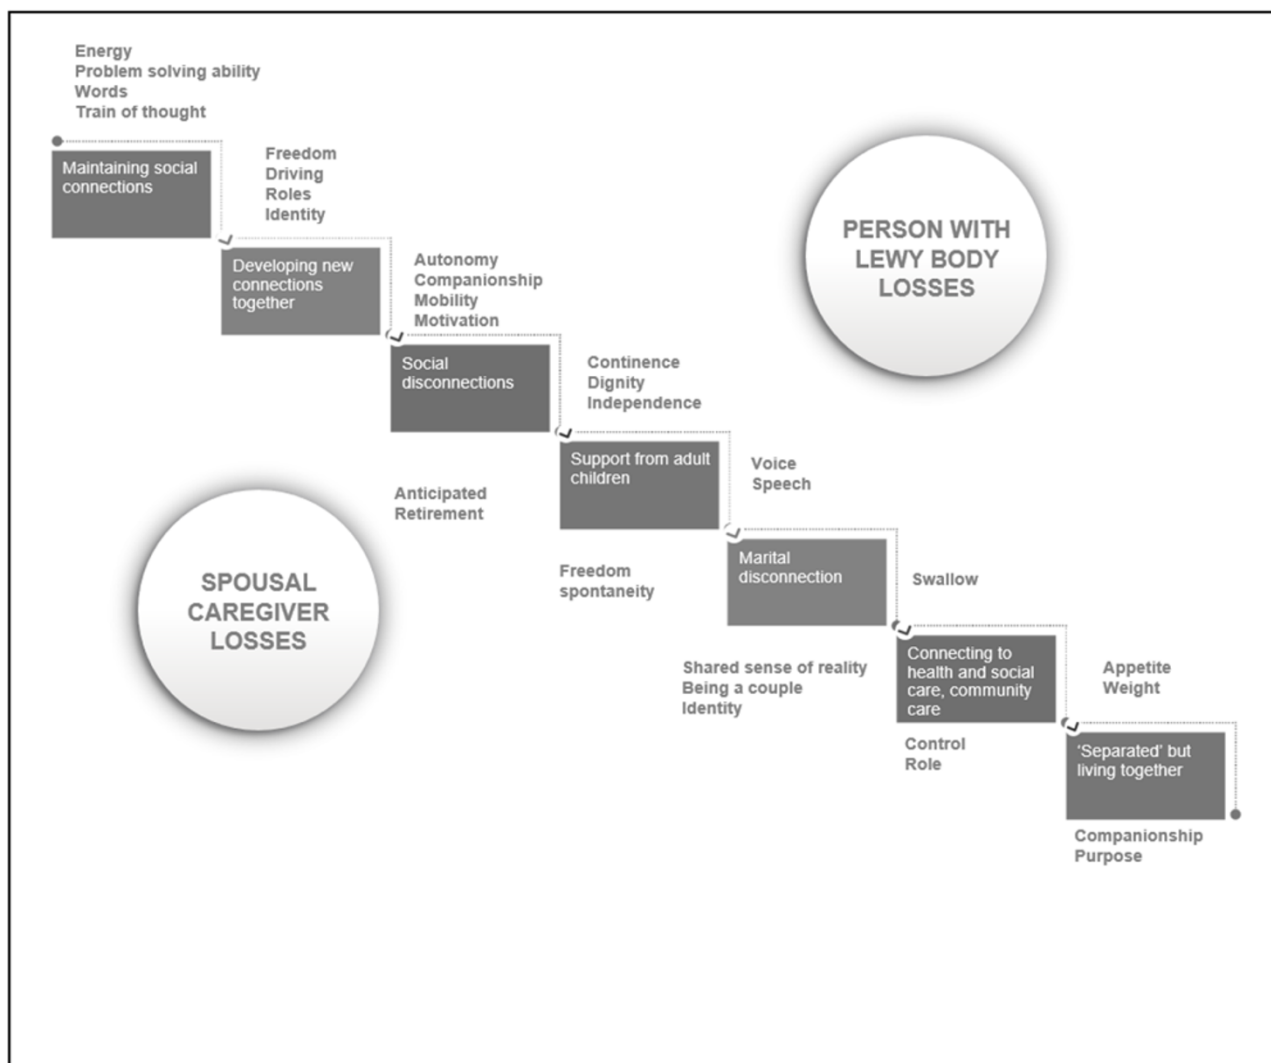 Energy
Problem solving ability
Words
Train of thought
Maintaining social
connections
Freedom
Driving
Roles
Identity
Developing new
connections
together
Autonomy
Companionship
Mobility
Motivation
Social
disconnections
Continence
Dignity
Independence
Support from adult
children
Voice
Speech
Marital
disconnection
Swallow
Connecting to
health and social
care, community
care
Appetite
Weight
'Separated' but
living together
PERSON WITH
LEWY BODY
LOSSES
SPOUSAL
CAREGIVER
LOSSES
Anticipated
Retirement
Freedom
spontaneity
Shared sense of reality
Being a couple
Identity
Control
Role
Companionship
Purpose